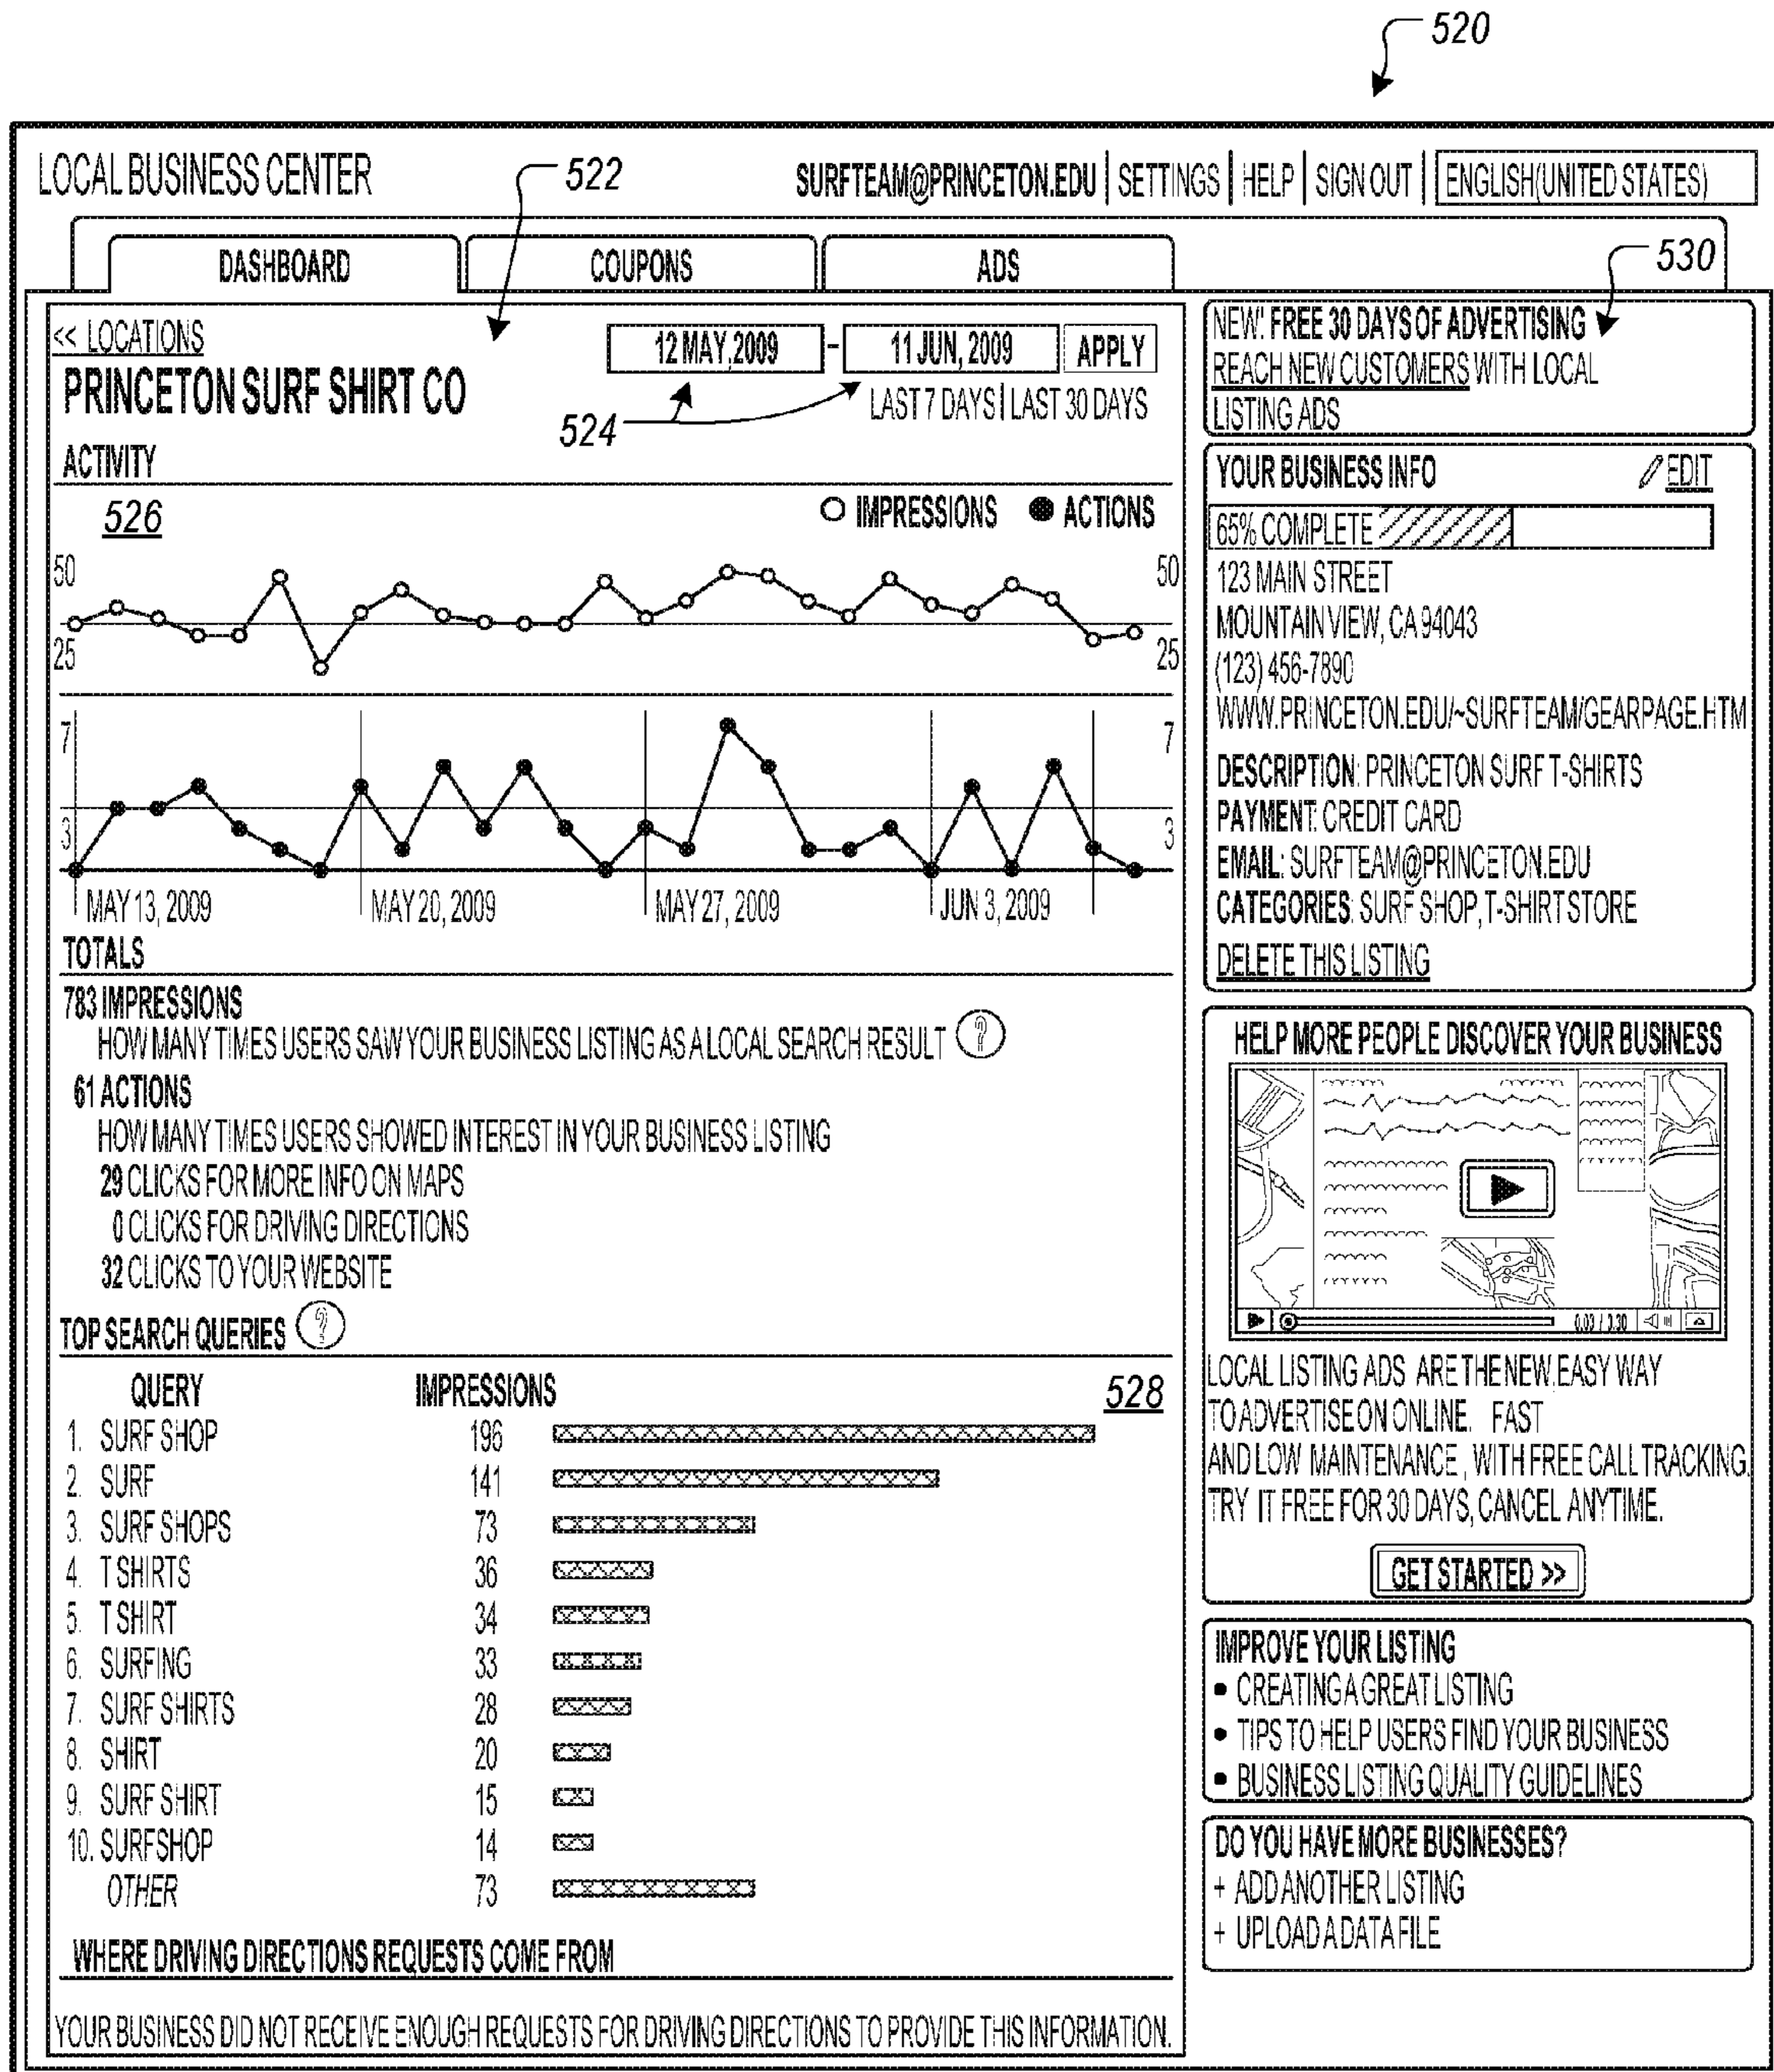 520
LOCAL BUSINESS CENTER
522
SURFTEAM@PRINCETON.EDU | SETTINGS | HELP | SIGN OUT | ENGLISH(UNITED STATES)
DASHBOARD
COUPONS
ADS
530
<< LOCATIONS
12 MAY,2009 - 11 JUN, 2009 APPLY
PRINCETON SURF SHIRT CO
LAST 7 DAYS | LAST 30 DAYS
524
ACTIVITY
526
IMPRESSIONS ACTIONS
50 50
25 25
7 7
3 3
MAY 13, 2009 MAY 20, 2009 MAY 27, 2009 JUN 3, 2009
TOTALS
783 IMPRESSIONS
HOW MANY TIMES USERS SAW YOUR BUSINESS LISTING AS A LOCAL SEARCH RESULT ?
61 ACTIONS
HOW MANY TIMES USERS SHOWED INTEREST IN YOUR BUSINESS LISTING
29 CLICKS FOR MORE INFO ON MAPS
0 CLICKS FOR DRIVING DIRECTIONS
32 CLICKS TO YOUR WEBSITE
TOP SEARCH QUERIES ?
QUERY IMPRESSIONS 528
1. SURF SHOP 196
2. SURF 141
3. SURF SHOPS 73
4. T SHIRTS 36
5. T SHIRT 34
6. SURFING 33
7. SURF SHIRTS 28
8. SHIRT 20
9. SURF SHIRT 15
10. SURFSHOP 14
OTHER 73
WHERE DRIVING DIRECTIONS REQUESTS COME FROM
YOUR BUSINESS DID NOT RECEIVE ENOUGH REQUESTS FOR DRIVING DIRECTIONS TO PROVIDE THIS INFORMATION.
NEW! FREE 30 DAYS OF ADVERTISING
REACH NEW CUSTOMERS WITH LOCAL
LISTING ADS
YOUR BUSINESS INFO EDIT
65% COMPLETE
123 MAIN STREET
MOUNTAIN VIEW, CA 94043
(123) 456-7890
WWW.PRINCETON.EDU/~SURFTEAM/GEARPAGE.HTM
DESCRIPTION: PRINCETON SURF T-SHIRTS
PAYMENT: CREDIT CARD
EMAIL: SURFTEAM@PRINCETON.EDU
CATEGORIES: SURF SHOP, T-SHIRT STORE
DELETE THIS LISTING
HELP MORE PEOPLE DISCOVER YOUR BUSINESS
LOCAL LISTING ADS ARE THE NEW, EASY WAY
TO ADVERTISE ON ONLINE. FAST
AND LOW MAINTENANCE , WITH FREE CALL TRACKING.
TRY IT FREE FOR 30 DAYS, CANCEL ANYTIME.
GET STARTED >>
IMPROVE YOUR LISTING
• CREATING A GREAT LISTING
• TIPS TO HELP USERS FIND YOUR BUSINESS
• BUSINESS LISTING QUALITY GUIDELINES
DO YOU HAVE MORE BUSINESSES?
+ ADD ANOTHER LISTING
+ UPLOAD A DATA FILE